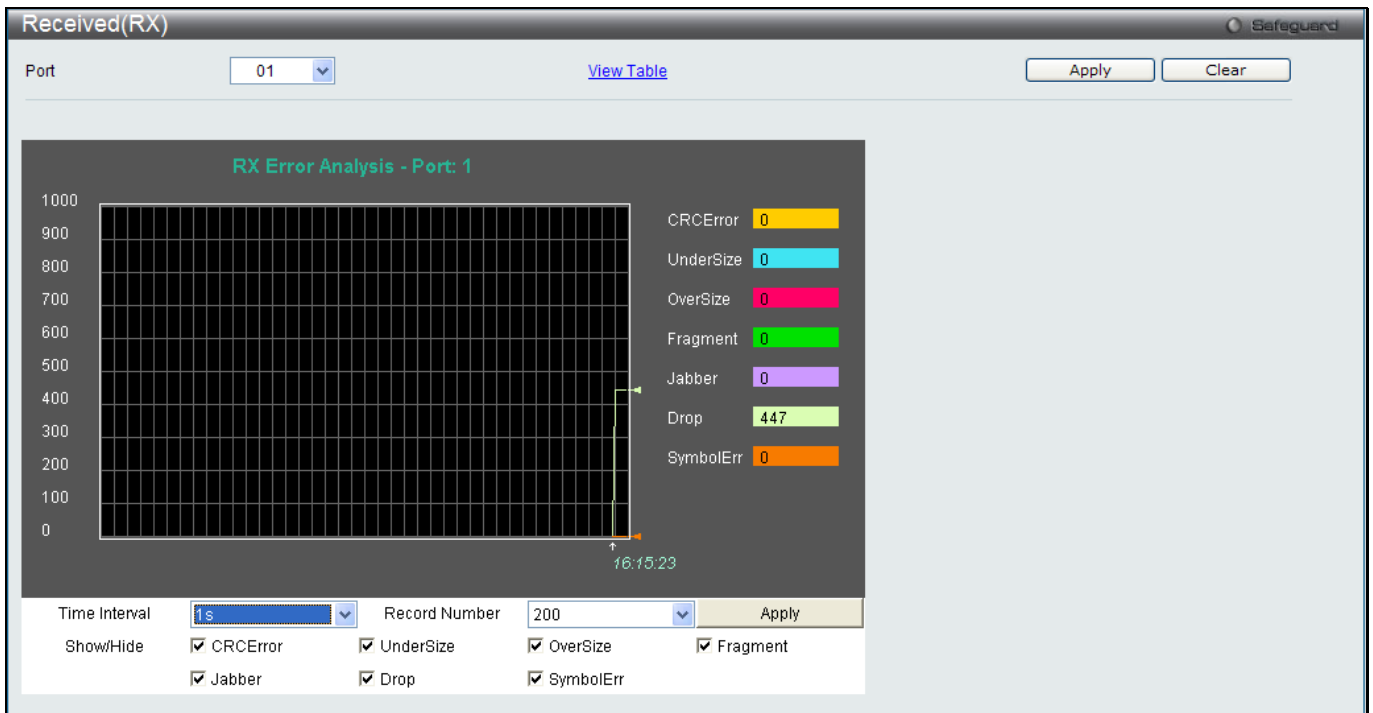 Received(RX) Safeguard
Port 01 View Table Apply Clear
RX Error Analysis - Port: 1
1000
900
800
700
600
500
400
300
200
100
0
CRCError 0
UnderSize 0
OverSize 0
Fragment 0
Jabber 0
Drop 447
SymbolErr 0
16:15:23
Time Interval 1s Record Number 200 Apply
Show/Hide CRCError UnderSize OverSize Fragment
Jabber Drop SymbolErr